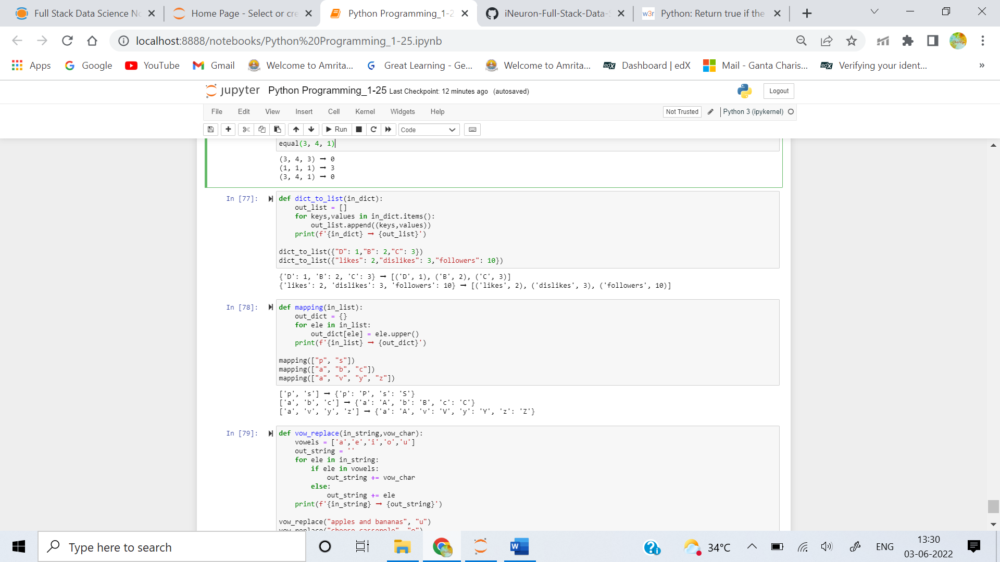 Full Stack Data Science No
Home Page - Select or cre
Python Programming_1-2
iNeuron-Full-Stack-Data-S
w3r Python: Return true if the
localhost:8888/notebooks/Python%20Programming_1-25.ipynb
Apps
Google
YouTube
Gmail
Welcome to Amrita...
Great Learning - Ge...
Welcome to Amrita...
Dashboard | edX
Mail - Ganta Charis...
Verifying your ident...
»
jupyter Python Programming_1-25 Last Checkpoint: 12 minutes ago (autosaved)
Logout
File Edit View Insert Cell Kernel Widgets Help
Not Trusted Python 3 (ipykernel)
Run Code
equal(3, 4, 1)
(3, 4, 3) → 0
(1, 1, 1) → 3
(3, 4, 1) → 0
In [77]: def dict_to_list(in_dict):
    out_list = []
    for keys,values in in_dict.items():
        out_list.append((keys,values))
    print(f'{in_dict} → {out_list}')
dict_to_list({"D": 1,"B": 2,"C": 3})
dict_to_list({"likes": 2,"dislikes": 3,"followers": 10})
{'D': 1, 'B': 2, 'C': 3} → [('D', 1), ('B', 2), ('C', 3)]
{'likes': 2, 'dislikes': 3, 'followers': 10} → [('likes', 2), ('dislikes', 3), ('followers', 10)]
In [78]: def mapping(in_list):
    out_dict = {}
    for ele in in_list:
        out_dict[ele] = ele.upper()
    print(f'{in_list} → {out_dict}')
mapping(["p", "s"])
mapping(["a", "b", "c"])
mapping(["a", "v", "y", "z"])
['p', 's'] → {'p': 'P', 's': 'S'}
['a', 'b', 'c'] → {'a': 'A', 'b': 'B', 'c': 'C'}
['a', 'v', 'y', 'z'] → {'a': 'A', 'v': 'V', 'y': 'Y', 'z': 'Z'}
In [79]: def vow_replace(in_string,vow_char):
    vowels = ['a','e','i','o','u']
    out_string = ''
    for ele in in_string:
        if ele in vowels:
            out_string += vow_char
        else:
            out_string += ele
    print(f'{in_string} → {out_string}')
vow_replace("apples and bananas", "u")
vow_replace("cheese casserole", "o")
Type here to search
34°C
ENG
13:30
03-06-2022